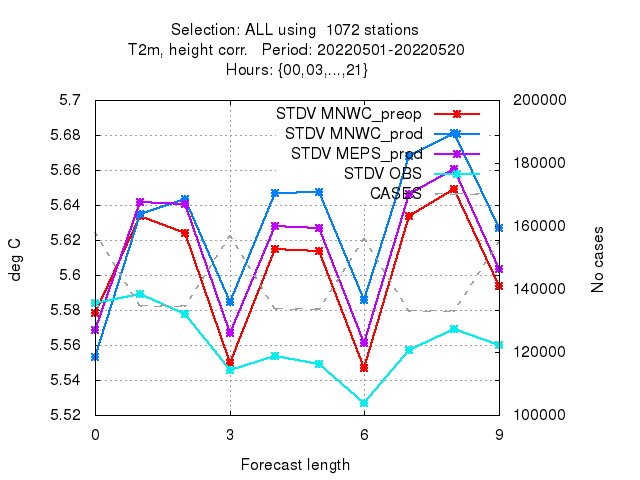 Selection: ALL using 1072 stations
T2m, height corr. Period: 20220501-20220520
Hours: {00,03,...,21}
5.7
5.68
5.66
5.64
5.62
5.6
5.58
5.56
5.54
5.52
deg C
STDV MNWC_preop
STDV MNWC_prod
STDV MEPS_prod
STDV OBS
CASES
200000
180000
160000
140000
120000
100000
No cases
0 3 6 9
Forecast length